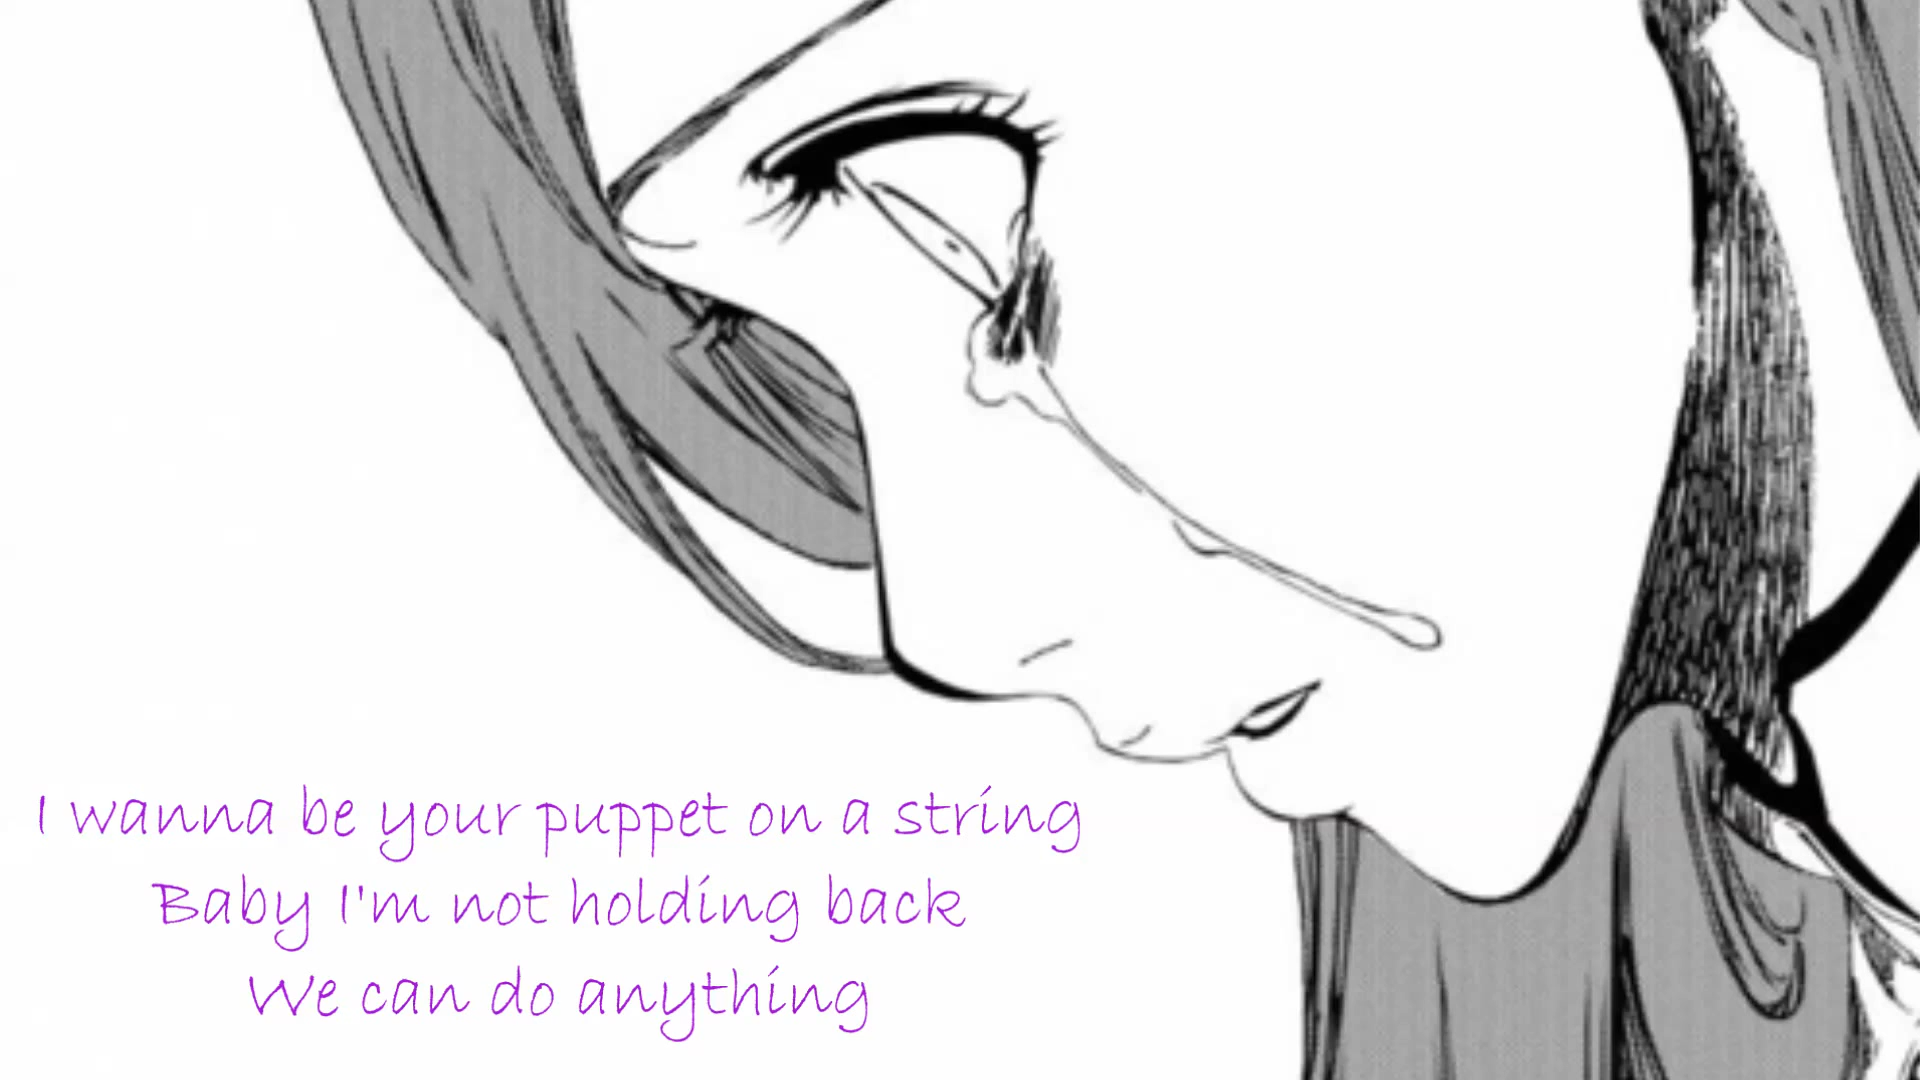 I wanna be your puppet on a string
Baby I'm not holding back
We can do anything